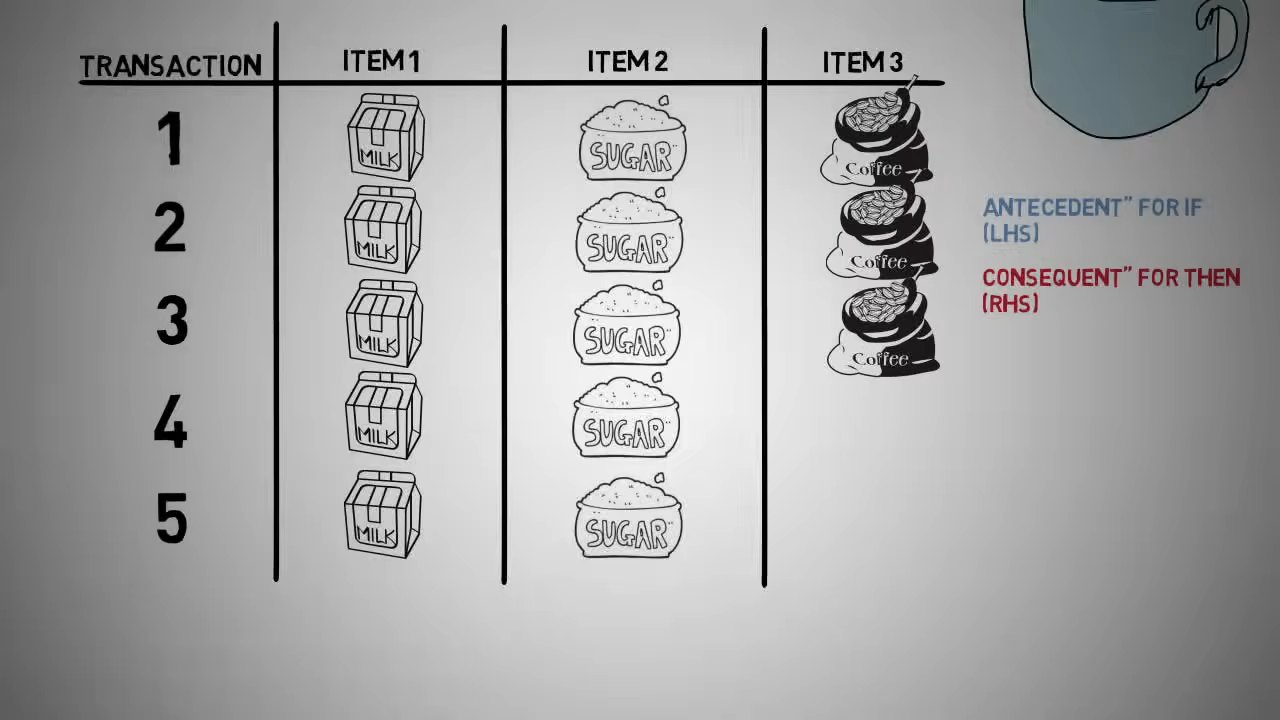 TRANSACTION ITEM 1 ITEM 2 ITEM 3
1 MILK SUGAR Coffee
2 MILK SUGAR Coffee
3 MILK SUGAR Coffee
4 MILK SUGAR
5 MILK SUGAR
ANTECEDENT” FOR IF
(LHS)
CONSEQUENT” FOR THEN
(RHS)